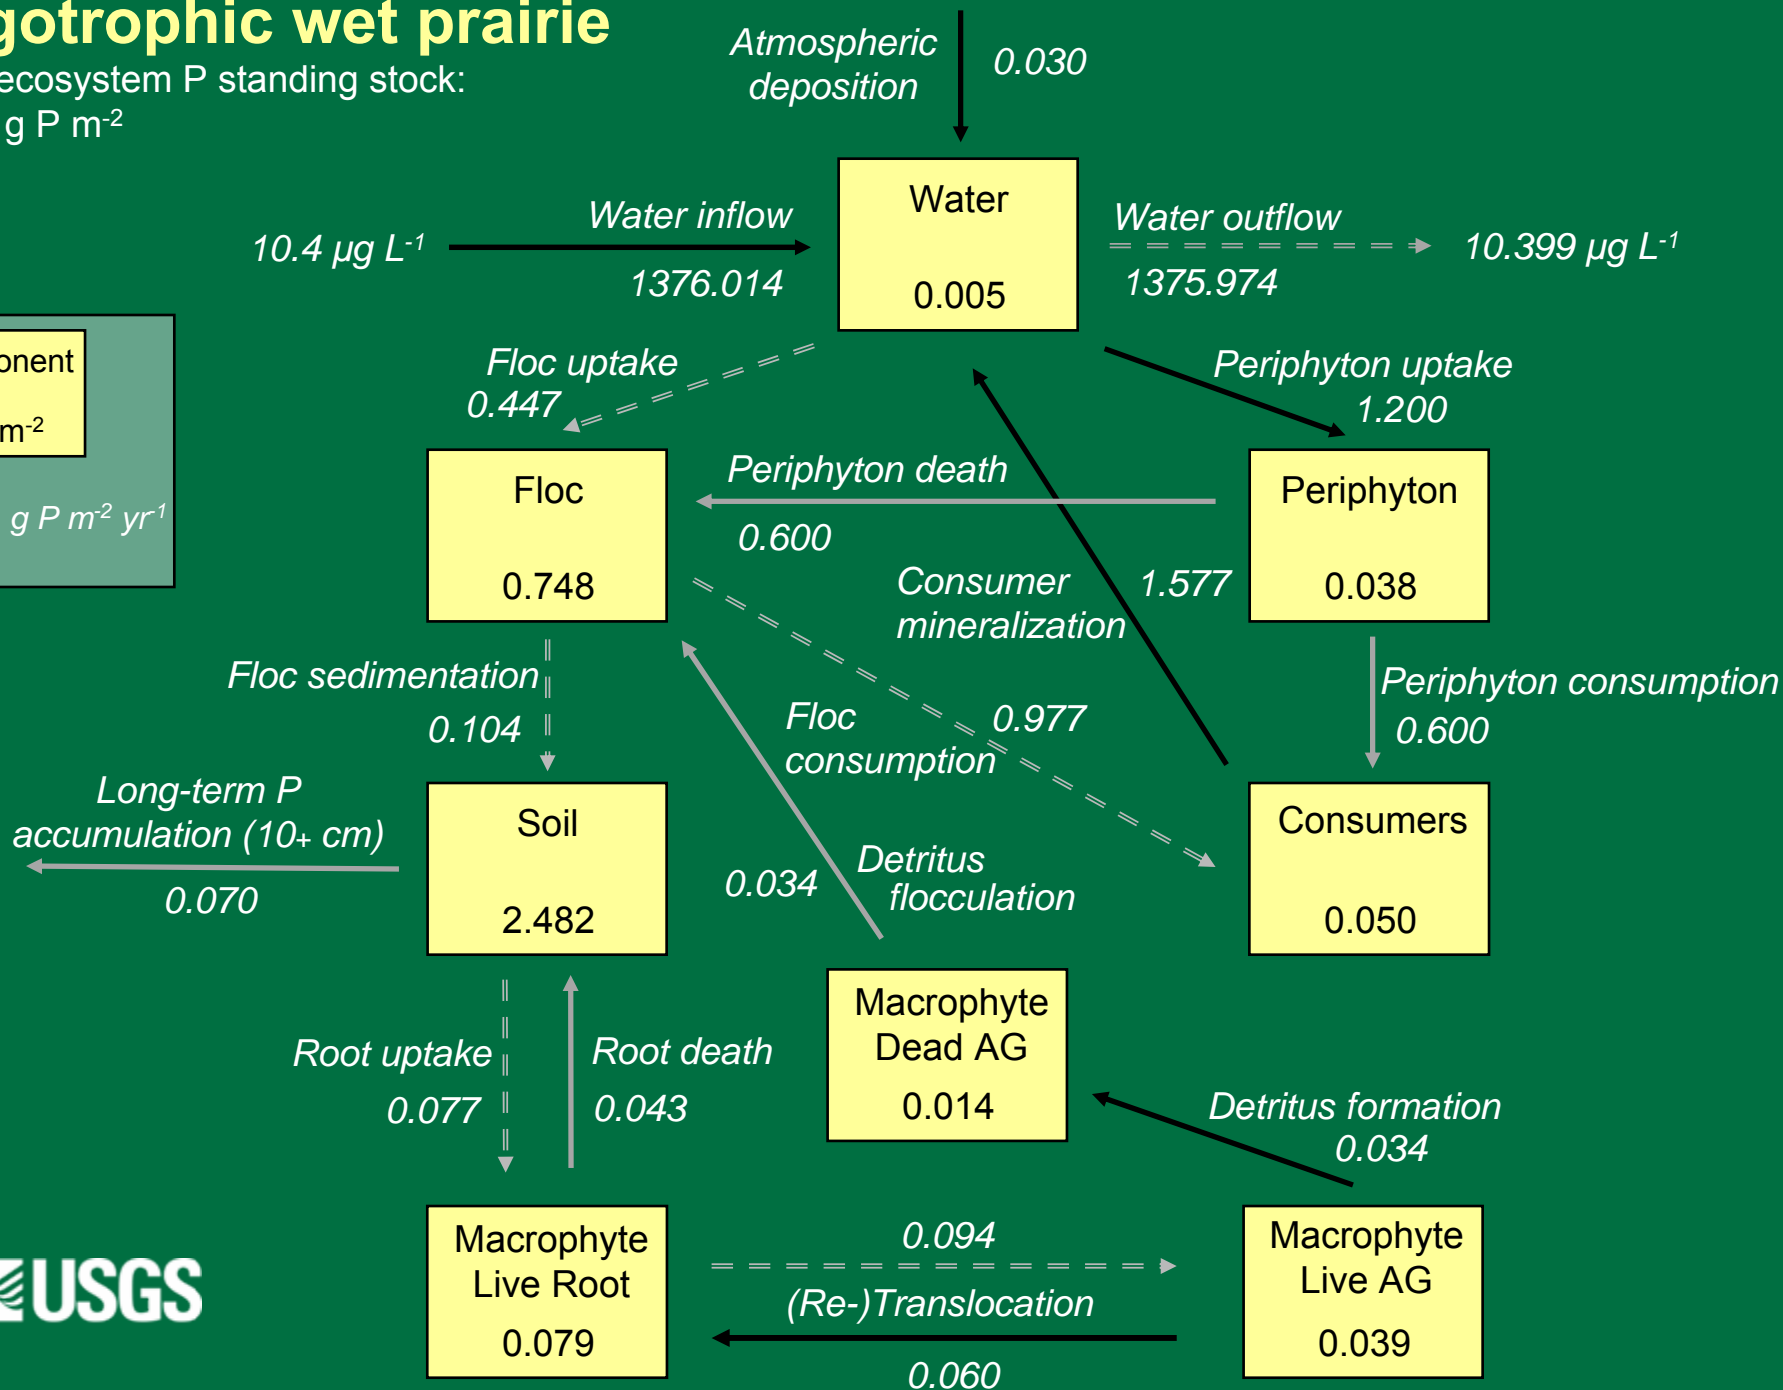 gotrophic wet prairie
ecosystem P standing stock:
g P m-2
Atmospheric
deposition
0.030
Water
0.005
Water inflow
10.4 µg L-1
1376.014
Water outflow
10.399 µg L-1
1375.974
onent
m-2
g P m-2 yr-1
Floc uptake
0.447
Periphyton uptake
1.200
Floc
0.748
Periphyton death
0.600
Periphyton
0.038
Consumer
mineralization
1.577
Floc sedimentation
0.104
Floc
consumption
0.977
Periphyton consumption
0.600
Long-term P
accumulation (10+ cm)
0.070
Soil
2.482
Detritus
flocculation
0.034
Consumers
0.050
Macrophyte
Dead AG
0.014
Root uptake
0.077
Root death
0.043
Detritus formation
0.034
Macrophyte
Live Root
0.079
0.094
(Re-)Translocation
0.060
Macrophyte
Live AG
0.039
USGS